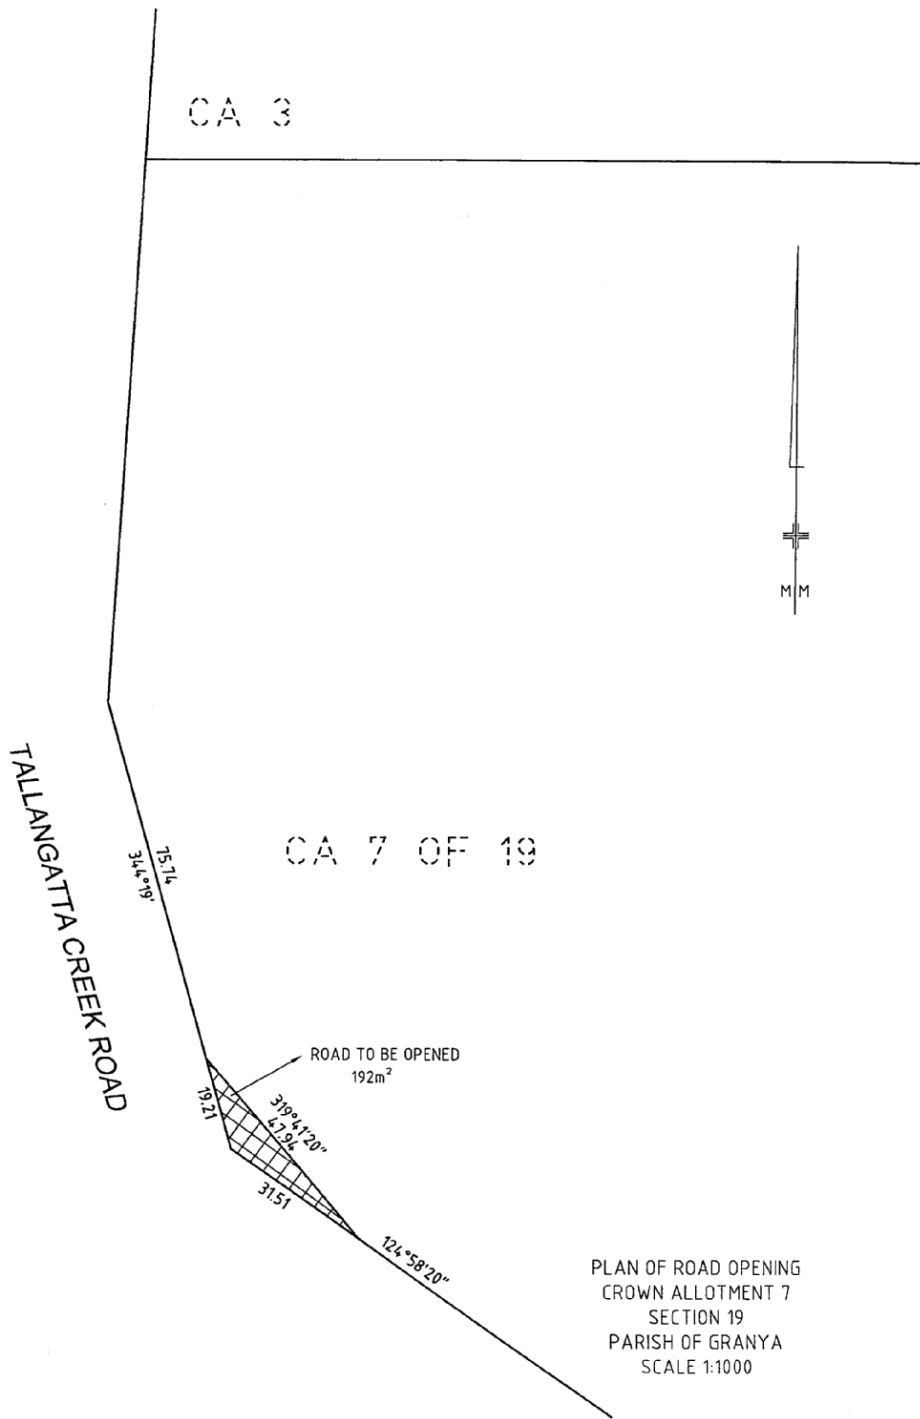 CA 3
M M
TALLANGATTA CREEK ROAD
75.74
344°19'
CA 7 OF 19
ROAD TO BE OPENED
192m²
19.21
319°41'20"
47.94
31.51
124°58'20"
PLAN OF ROAD OPENING
CROWN ALLOTMENT 7
SECTION 19
PARISH OF GRANYA
SCALE 1:1000